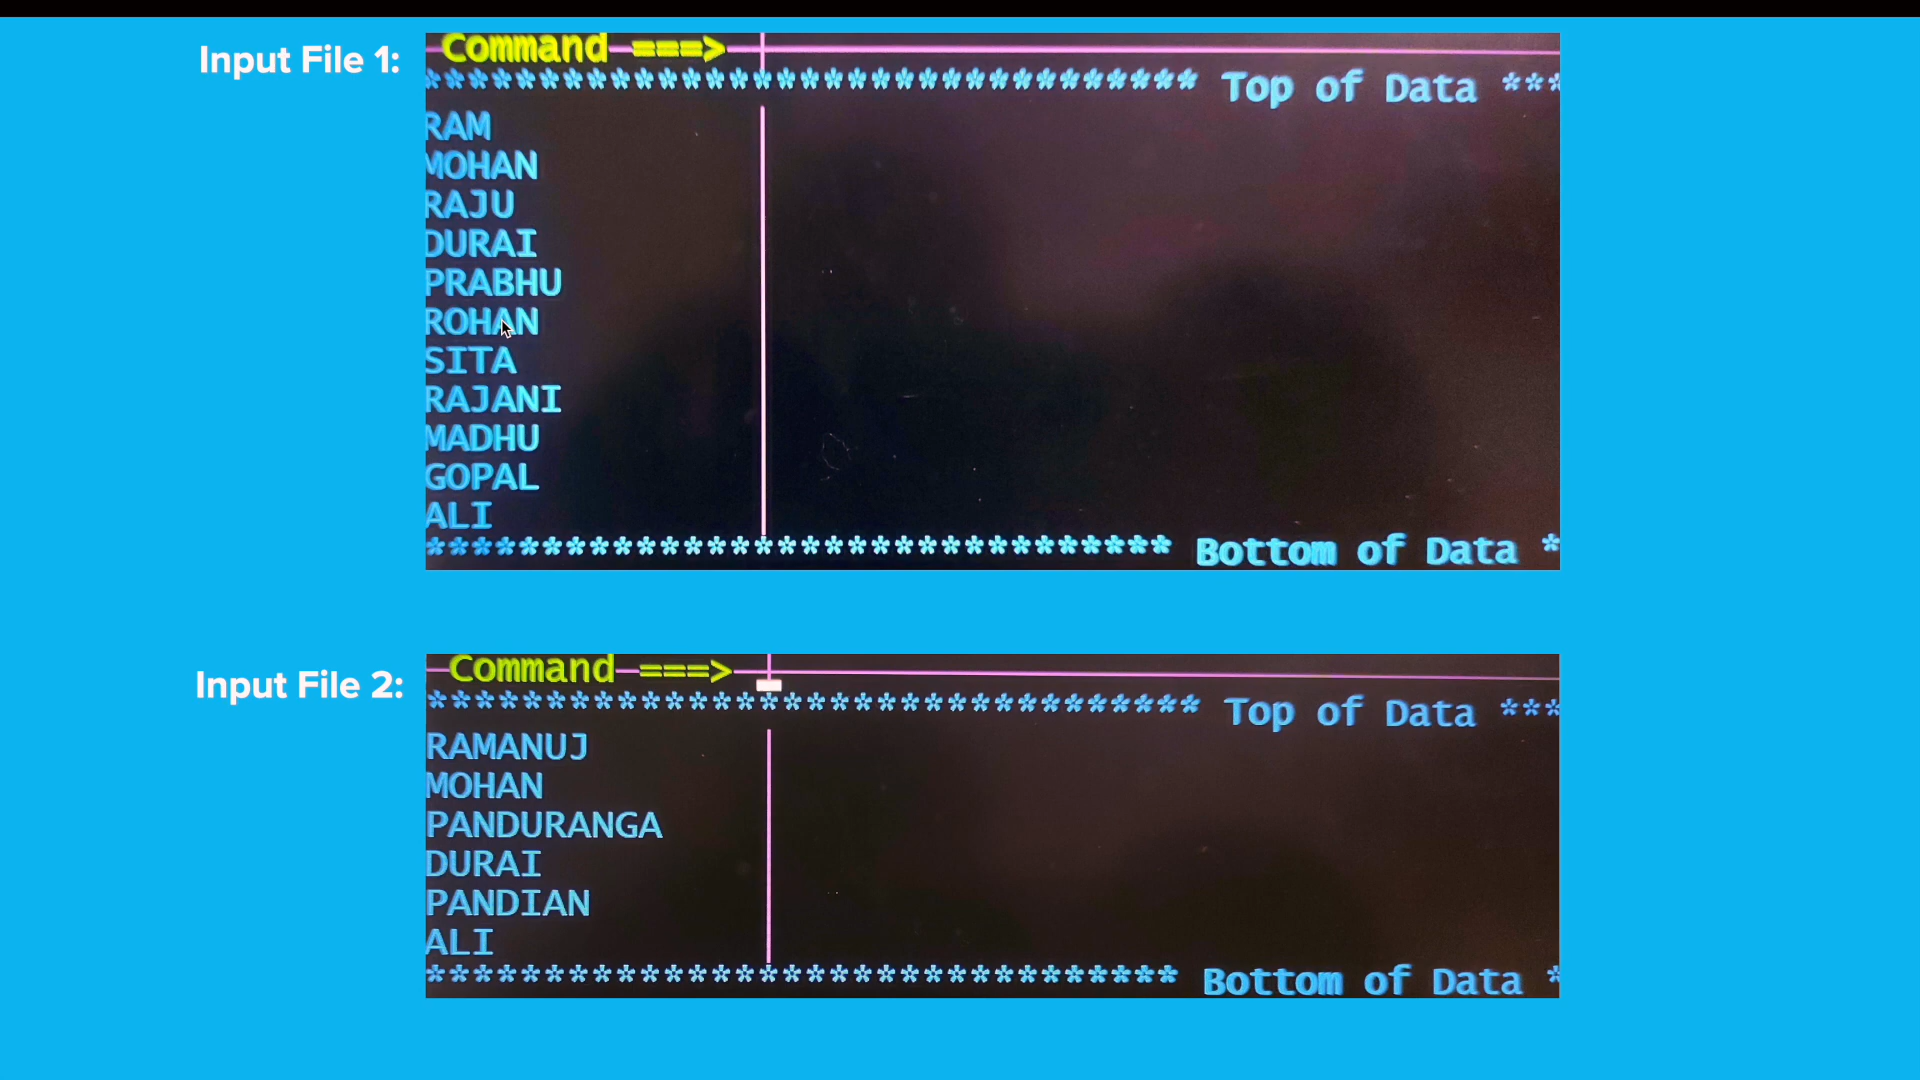 Input File 1:
Command ===>
********************************* Top of Data ***
RAM
MOHAN
RAJU
DURAI
PRABHU
ROHAN
SITA
RAJANI
MADHU
GOPAL
ALI
******************************** Bottom of Data *
Input File 2:
Command ===>
********************************* Top of Data ***
RAMANUJ
MOHAN
PANDURANGA
DURAI
PANDIAN
ALI
******************************** Bottom of Data *